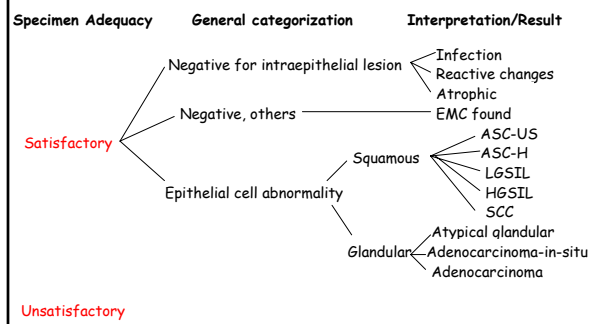 Specimen Adequacy General categorization Interpretation/Result
Negative for intraepithelial lesion
Infection
Reactive changes
Atrophic
Negative, others
EMC found
Satisfactory
Epithelial cell abnormality
Squamous
ASC-US
ASC-H
LGSIL
HGSIL
SCC
Glandular
Atypical glandular
Adenocarcinoma-in-situ
Adenocarcinoma
Unsatisfactory